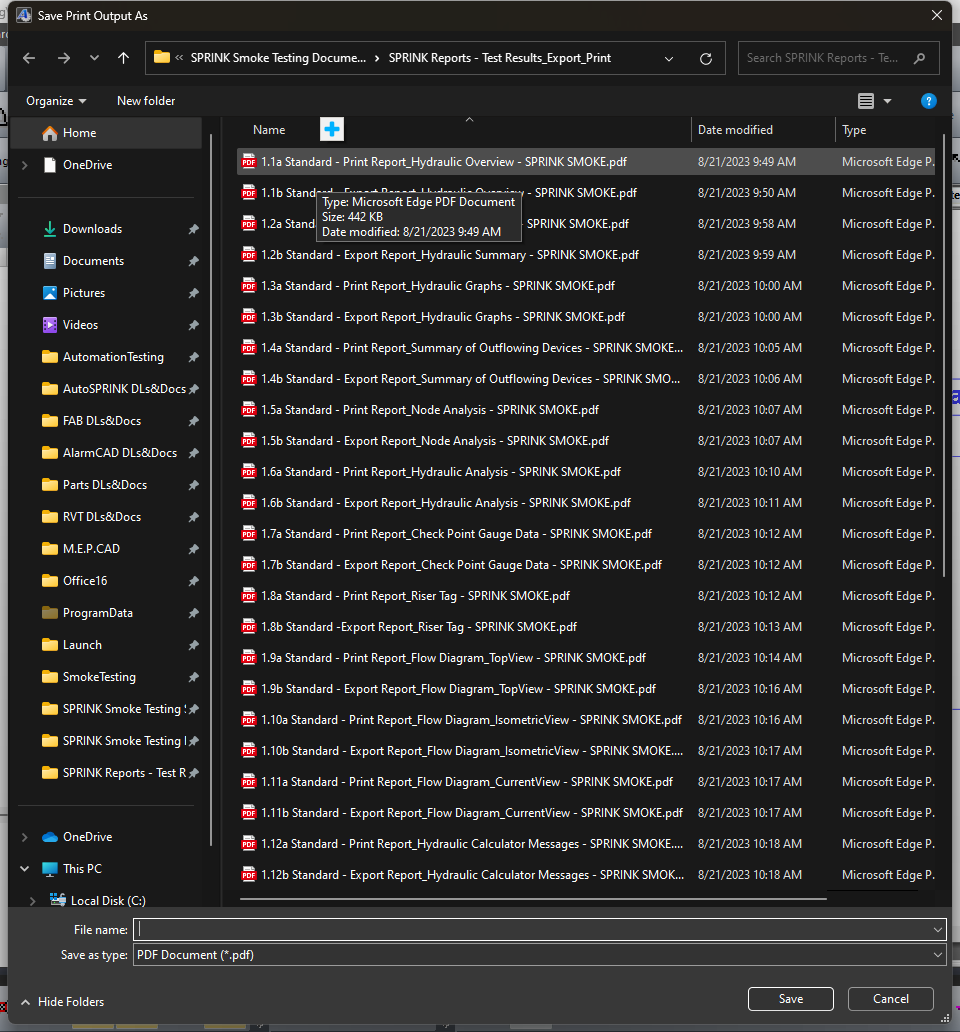 Save Print Output As
« SPRINK Smoke Testing Docume... › SPRINK Reports - Test Results_Export_Print
Search SPRINK Reports - Te...
Organize
New folder
Name
Date modified
Type
Home
OneDrive
Downloads
Documents
Pictures
Videos
AutomationTesting
AutoSPRINK DLs&Docs
FAB DLs&Docs
AlarmCAD DLs&Docs
Parts DLs&Docs
RVT DLs&Docs
M.E.P.CAD
Office16
ProgramData
Launch
SmokeTesting
SPRINK Smoke Testing
SPRINK Smoke Testing
SPRINK Reports - Test R
OneDrive
This PC
Local Disk (C:)
1.1a Standard - Print Report_Hydraulic Overview - SPRINK SMOKE.pdf 8/21/2023 9:49 AM Microsoft Edge P.
1.1b Standard - Export Report_Hydraulic Overview - SPRINK SMOKE.pdf 8/21/2023 9:50 AM Microsoft Edge P.
Type: Microsoft Edge PDF Document
Size: 442 KB
Date modified: 8/21/2023 9:49 AM
1.2a Stand - SPRINK SMOKE.pdf 8/21/2023 9:58 AM Microsoft Edge P.
1.2b Standard - Export Report_Hydraulic Summary - SPRINK SMOKE.pdf 8/21/2023 9:59 AM Microsoft Edge P.
1.3a Standard - Print Report_Hydraulic Graphs - SPRINK SMOKE.pdf 8/21/2023 10:00 AM Microsoft Edge P.
1.3b Standard - Export Report_Hydraulic Graphs - SPRINK SMOKE.pdf 8/21/2023 10:00 AM Microsoft Edge P.
1.4a Standard - Print Report_Summary of Outflowing Devices - SPRINK SMOKE... 8/21/2023 10:05 AM Microsoft Edge P.
1.4b Standard - Export Report_Summary of Outflowing Devices - SPRINK SMO... 8/21/2023 10:06 AM Microsoft Edge P.
1.5a Standard - Print Report_Node Analysis - SPRINK SMOKE.pdf 8/21/2023 10:07 AM Microsoft Edge P.
1.5b Standard - Export Report_Node Analysis - SPRINK SMOKE.pdf 8/21/2023 10:07 AM Microsoft Edge P.
1.6a Standard - Print Report_Hydraulic Analysis - SPRINK SMOKE.pdf 8/21/2023 10:10 AM Microsoft Edge P.
1.6b Standard - Export Report_Hydraulic Analysis - SPRINK SMOKE.pdf 8/21/2023 10:11 AM Microsoft Edge P.
1.7a Standard - Print Report_Check Point Gauge Data - SPRINK SMOKE.pdf 8/21/2023 10:12 AM Microsoft Edge P.
1.7b Standard - Export Report_Check Point Gauge Data - SPRINK SMOKE.pdf 8/21/2023 10:12 AM Microsoft Edge P.
1.8a Standard - Print Report_Riser Tag - SPRINK SMOKE.pdf 8/21/2023 10:12 AM Microsoft Edge P.
1.8b Standard -Export Report_Riser Tag - SPRINK SMOKE.pdf 8/21/2023 10:13 AM Microsoft Edge P.
1.9a Standard - Print Report_Flow Diagram_TopView - SPRINK SMOKE.pdf 8/21/2023 10:14 AM Microsoft Edge P.
1.9b Standard - Export Report_Flow Diagram_TopView - SPRINK SMOKE.pdf 8/21/2023 10:16 AM Microsoft Edge P.
1.10a Standard - Print Report_Flow Diagram_IsometricView - SPRINK SMOKE.pdf 8/21/2023 10:16 AM Microsoft Edge P.
1.10b Standard - Export Report_Flow Diagram_IsometricView - SPRINK SMOKE.... 8/21/2023 10:17 AM Microsoft Edge P.
1.11a Standard - Print Report_Flow Diagram_CurrentView - SPRINK SMOKE.pdf 8/21/2023 10:17 AM Microsoft Edge P.
1.11b Standard - Export Report_Flow Diagram_CurrentView - SPRINK SMOKE.pdf 8/21/2023 10:17 AM Microsoft Edge P.
1.12a Standard - Print Report_Hydraulic Calculator Messages - SPRINK SMOKE.... 8/21/2023 10:18 AM Microsoft Edge P.
1.12b Standard - Export Report_Hydraulic Calculator Messages - SPRINK SMOK... 8/21/2023 10:18 AM Microsoft Edge P.
File name:
Save as type: PDF Document (*.pdf)
Hide Folders
Save
Cancel